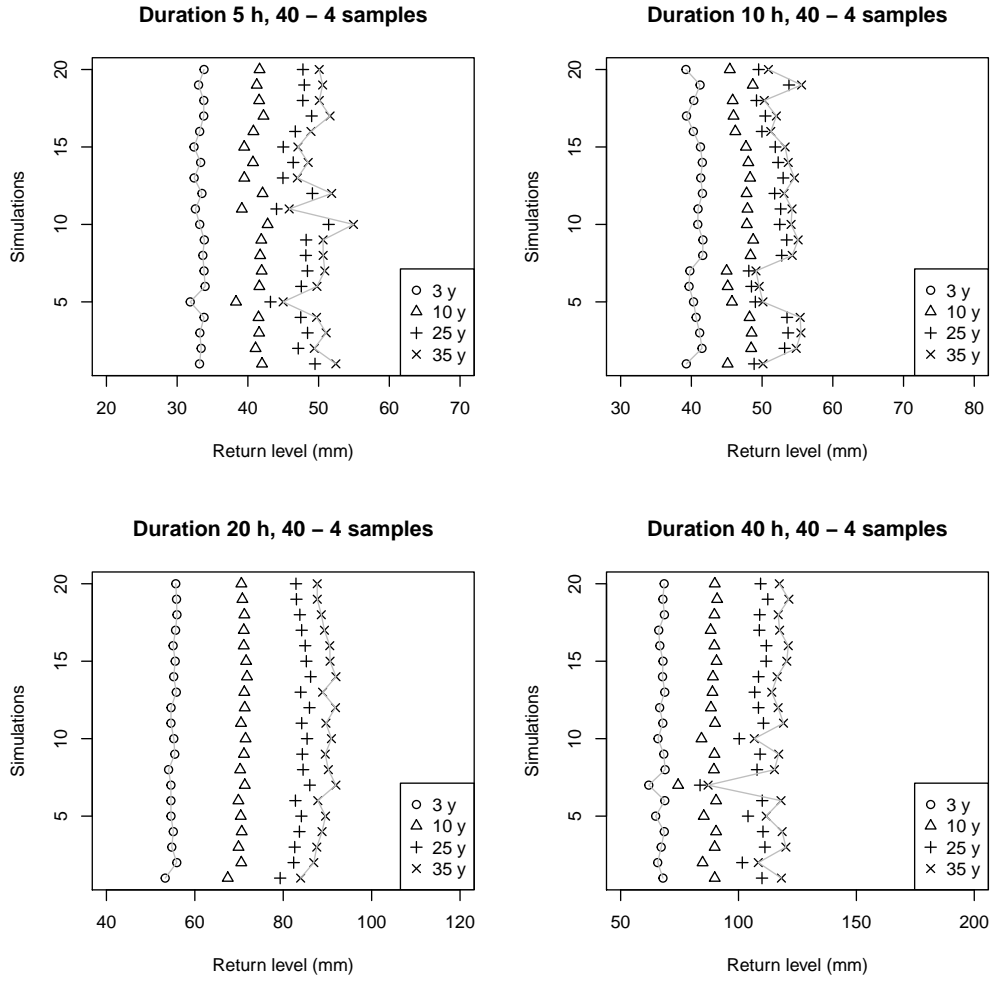 Duration 5 h, 40 – 4 samples
Simulations
20
15
10
5
3 y
10 y
25 y
35 y
20 30 40 50 60 70
Return level (mm)
Duration 10 h, 40 – 4 samples
Simulations
20
15
10
5
3 y
10 y
25 y
35 y
30 40 50 60 70 80
Return level (mm)
Duration 20 h, 40 – 4 samples
Simulations
20
15
10
5
3 y
10 y
25 y
35 y
40 60 80 100 120
Return level (mm)
Duration 40 h, 40 – 4 samples
Simulations
20
15
10
5
3 y
10 y
25 y
35 y
50 100 150 200
Return level (mm)